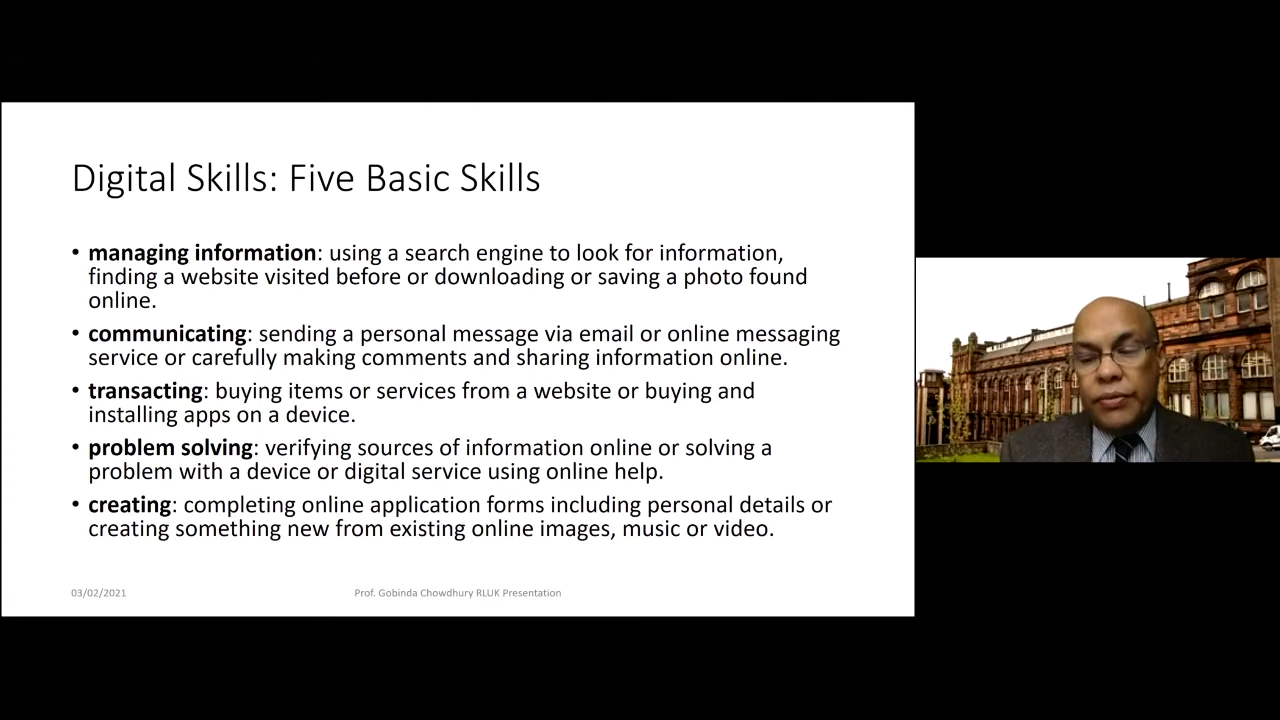 Digital Skills: Five Basic Skills
• managing information: using a search engine to look for information,
finding a website visited before or downloading or saving a photo found
online.
• communicating: sending a personal message via email or online messaging
service or carefully making comments and sharing information online.
• transacting: buying items or services from a website or buying and
installing apps on a device.
• problem solving: verifying sources of information online or solving a
problem with a device or digital service using online help.
• creating: completing online application forms including personal details or
creating something new from existing online images, music or video.
03/02/2021
Prof. Gobinda Chowdhury RLUK Presentation